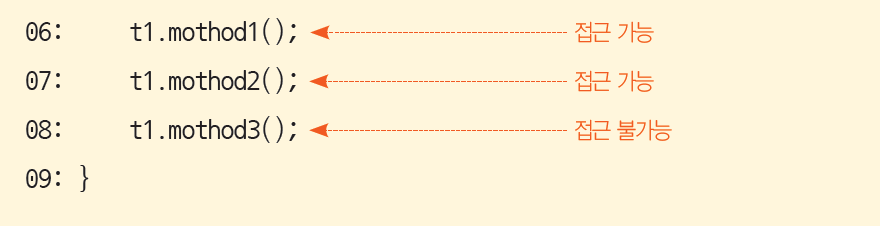 06:    t1.mothod1(); 접근 가능
07:    t1.mothod2(); 접근 가능
08:    t1.mothod3(); 접근 불가능
09: }